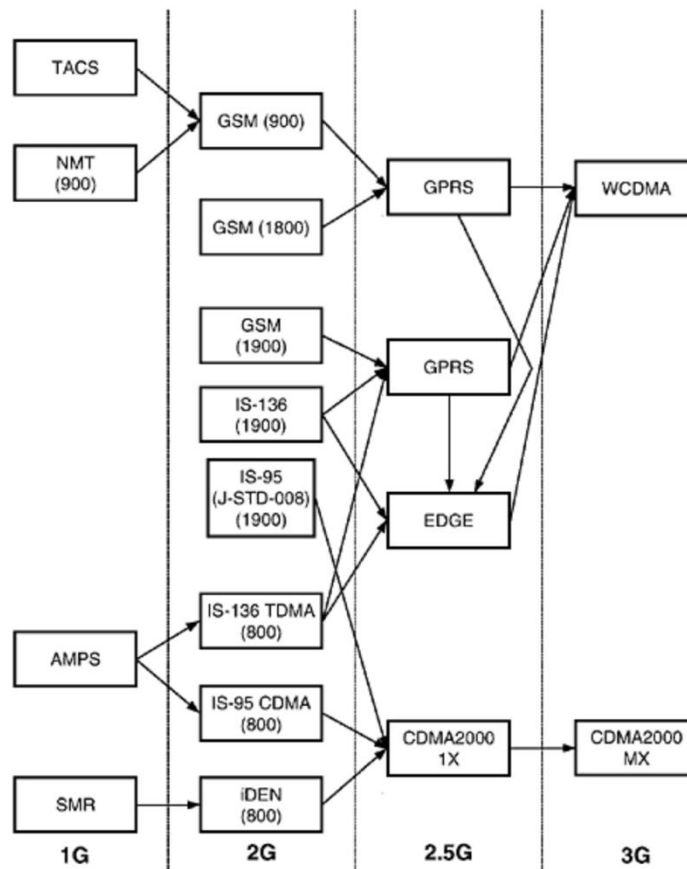 TACS
NMT
(900)
GSM (900)
GSM (1800)
GPRS
WCDMA
GSM
(1900)
IS-136
(1900)
IS-95
(J-STD-008)
(1900)
GPRS
EDGE
AMPS
IS-136 TDMA
(800)
IS-95 CDMA
(800)
SMR
iDEN
(800)
CDMA2000
1X
CDMA2000
MX
1G
2G
2.5G
3G